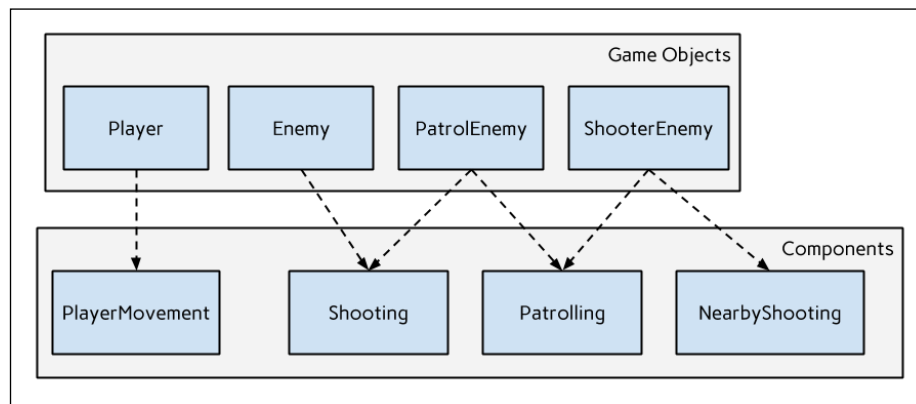 Game Objects
Player
Enemy
PatrolEnemy
ShooterEnemy
Components
PlayerMovement
Shooting
Patrolling
NearbyShooting